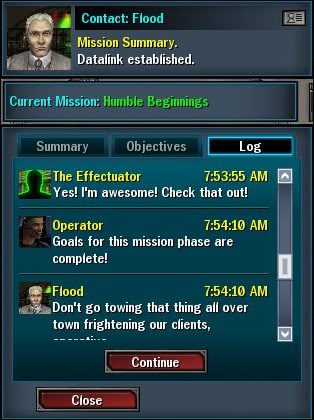 Contact: Flood
Mission Summary.
Datalink established.
Current Mission: Humble Beginnings
Summary
Objectives
Log
The Effectuator 7:53:55 AM
Yes! I'm awesome! Check that out!
Operator 7:54:10 AM
Goals for this mission phase are
complete!
Flood 7:54:10 AM
Don't go towing that thing all over
town frightening our clients,
Continue
Close